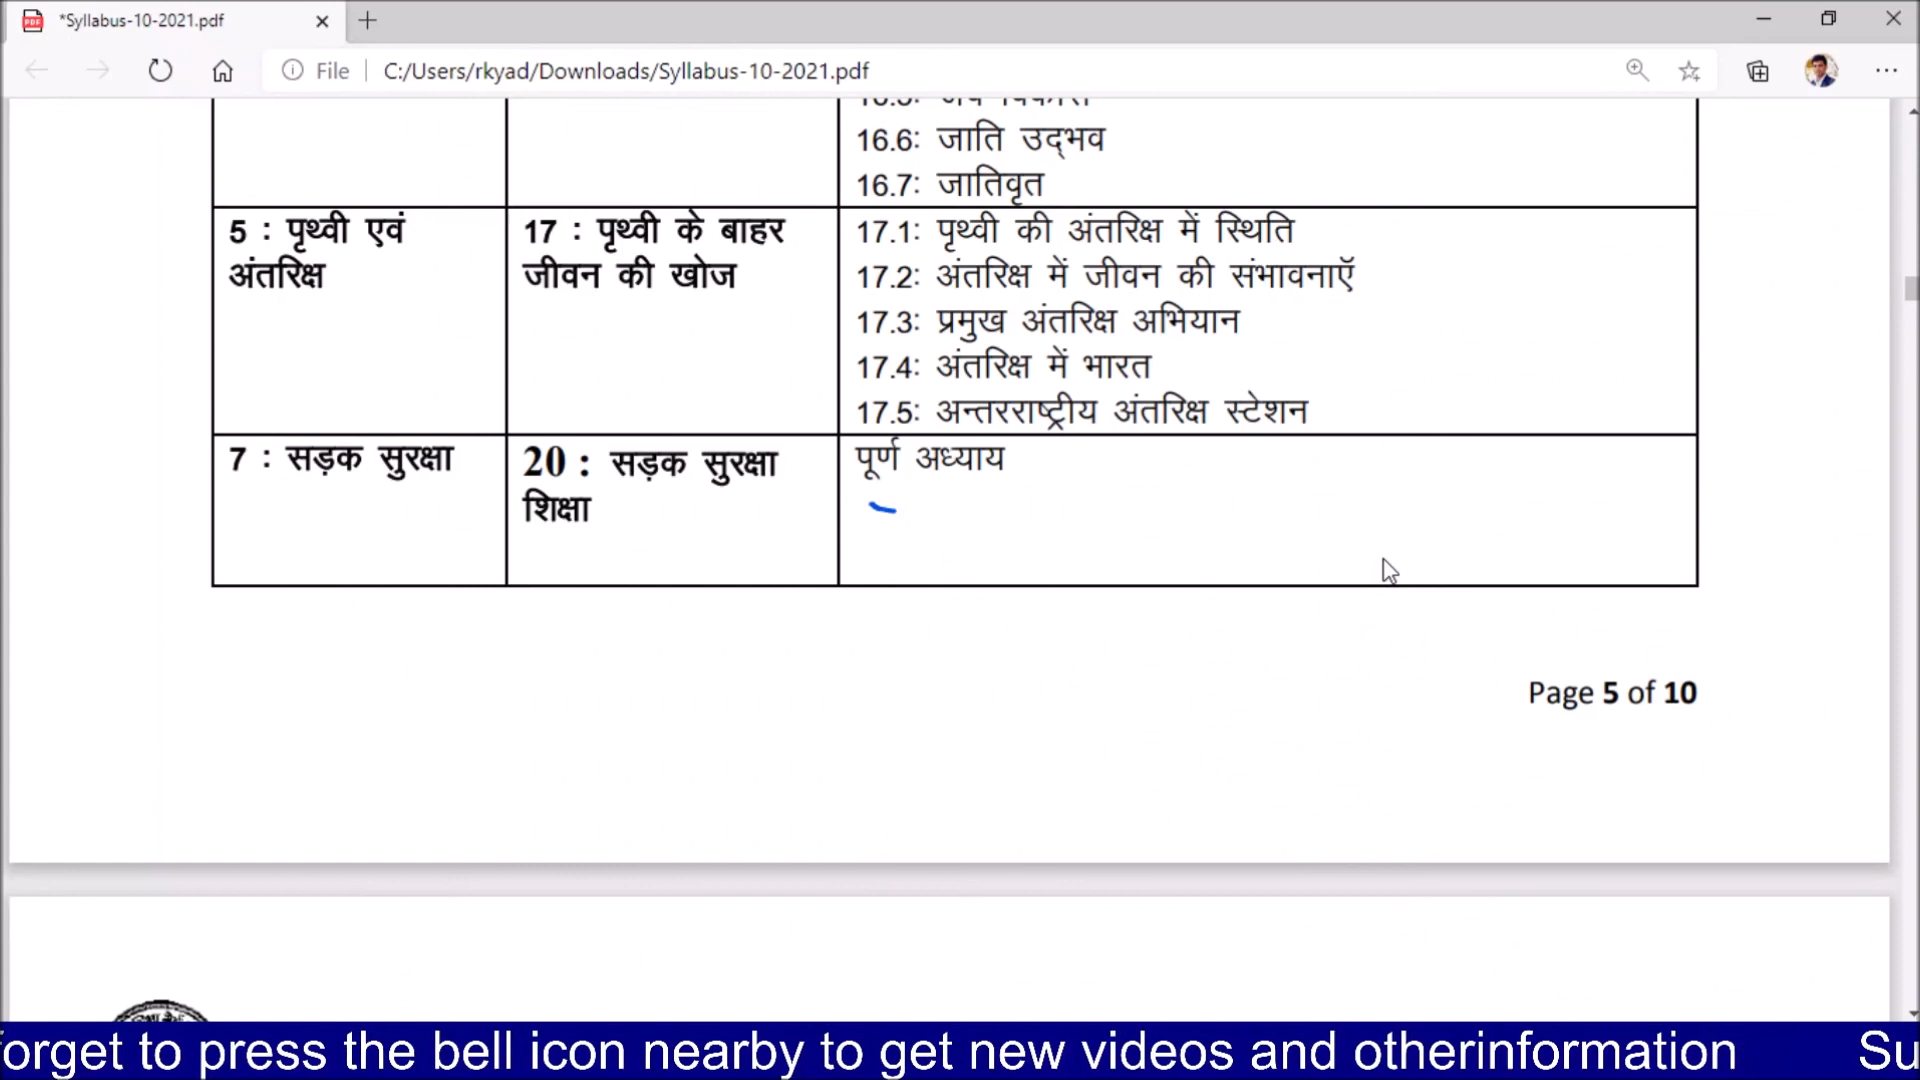 *Syllabus-10-2021.pdf
File
C:/Users/rkyad/Downloads/Syllabus-10-2021.pdf
16.6: जाति उद्‌भव
16.7: जातिवृत
5 : पृथ्वी एवं
अंतरिक्ष
17 : पृथ्वी के बाहर
जीवन की खोज
17.1: पृथ्वी की अंतरिक्ष में स्थिति
17.2: अंतरिक्ष में जीवन की संभावनाऍ
17.3: प्रमुख अंतरिक्ष अभियान
17.4: अंतरिक्ष में भारत
17.5: अन्तरराष्ट्रीय अंतरिक्ष स्टेशन
7 : सड़क सुरक्षा
20 : सड़क सुरक्षा
शिक्षा
पूर्ण अध्याय
Page 5 of 10
orget to press the bell icon nearby to get new videos and otherinformation Su